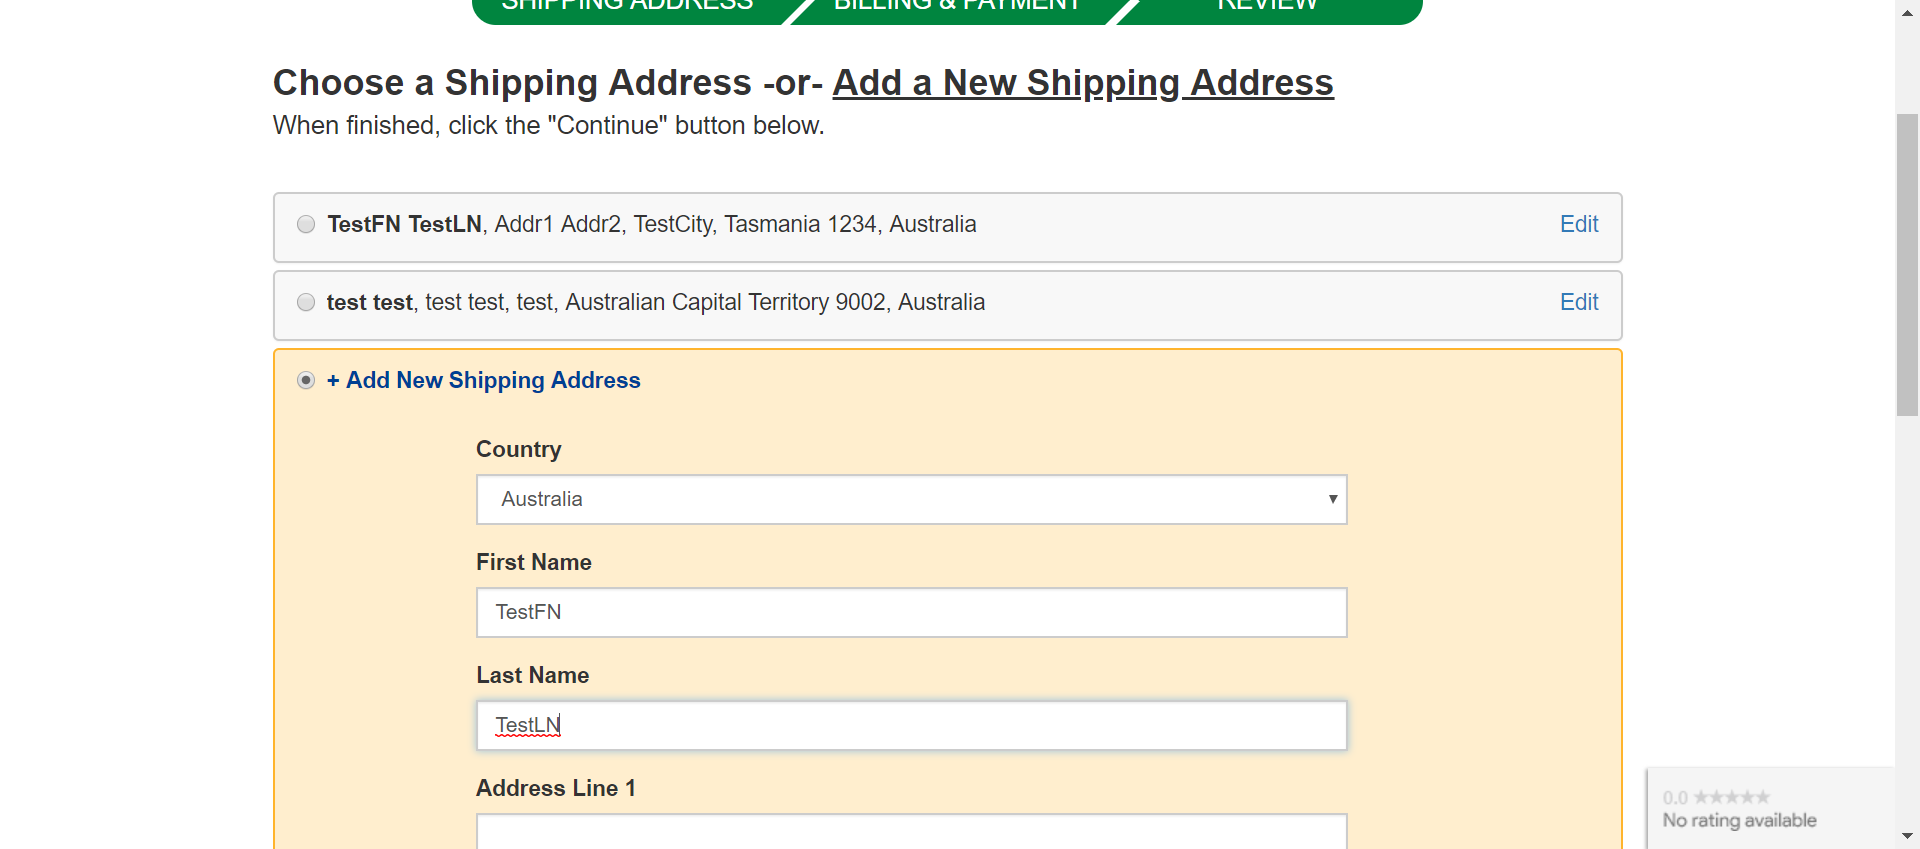 SHIPPING ADDRESS BILLING & PAYMENT REVIEW
Choose a Shipping Address -or- Add a New Shipping Address
When finished, click the "Continue" button below.
TestFN TestLN, Addr1 Addr2, TestCity, Tasmania 1234, Australia Edit
test test, test test, test, Australian Capital Territory 9002, Australia Edit
+ Add New Shipping Address
Country
Australia
First Name
TestFN
Last Name
TestLN
Address Line 1
0.0 ★★★★★
No rating available